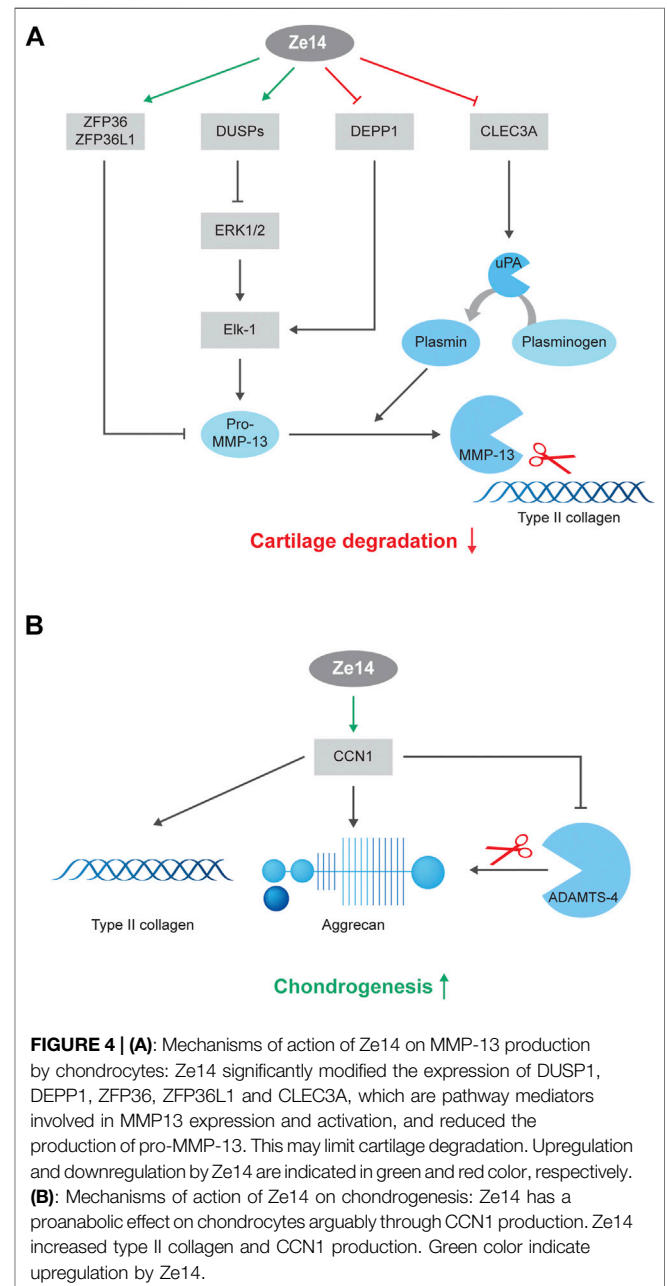 A
Ze14
ZFP36
ZFP36L1
DUSPs
DEPP1
CLEC3A
ERK1/2
uPA
Elk-1
Plasmin
Plasminogen
Pro-
MMP-13
MMP-13
Type II collagen
Cartilage degradation ↓
B
Ze14
CCN1
ADAMTS-4
Type II collagen
Aggrecan
Chondrogenesis ↑
FIGURE 4 | (A): Mechanisms of action of Ze14 on MMP-13 production
by chondrocytes: Ze14 significantly modified the expression of DUSP1,
DEPP1, ZFP36, ZFP36L1 and CLEC3A, which are pathway mediators
involved in MMP13 expression and activation, and reduced the
production of pro-MMP-13. This may limit cartilage degradation. Upregulation
and downregulation by Ze14 are indicated in green and red color, respectively.
(B): Mechanisms of action of Ze14 on chondrogenesis: Ze14 has a
proanabolic effect on chondrocytes arguably through CCN1 production. Ze14
increased type II collagen and CCN1 production. Green color indicate
upregulation by Ze14.